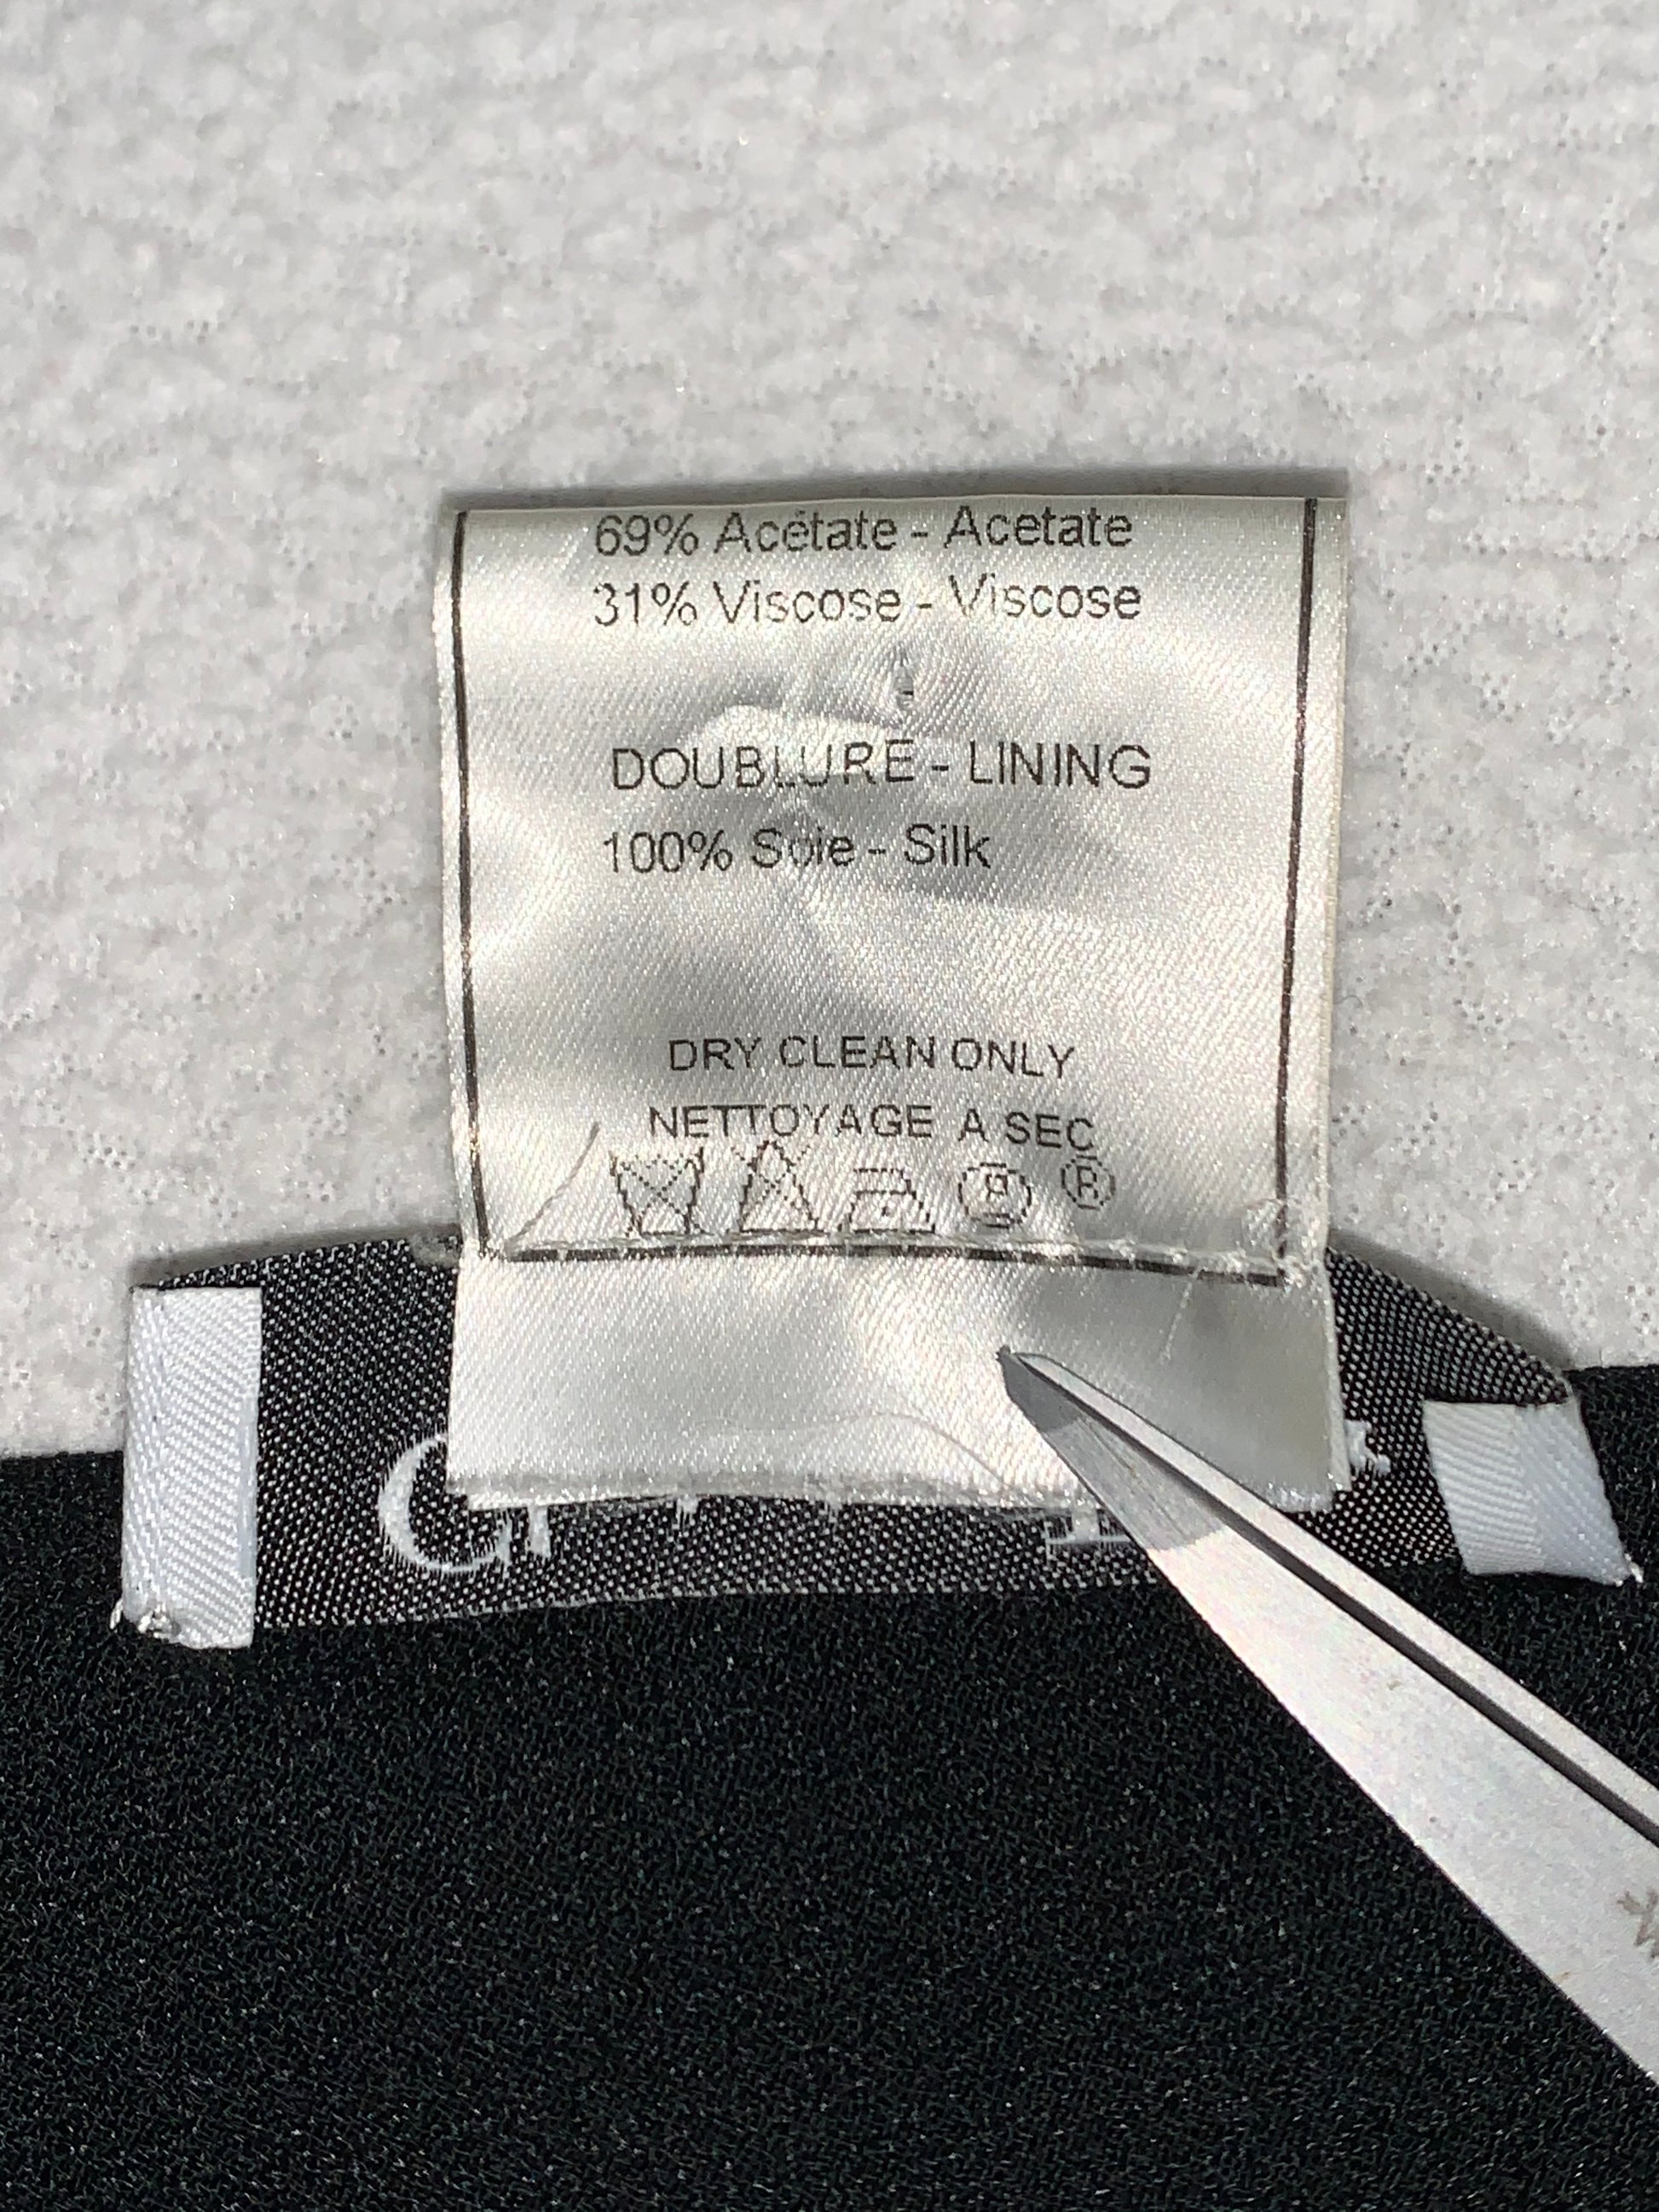 69% Acétate - Acetate
31% Viscose - Viscose
DOUBLURE - LINING
100% Soie - Silk
DRY CLEAN ONLY
NETTOYAGE A SEC
P P